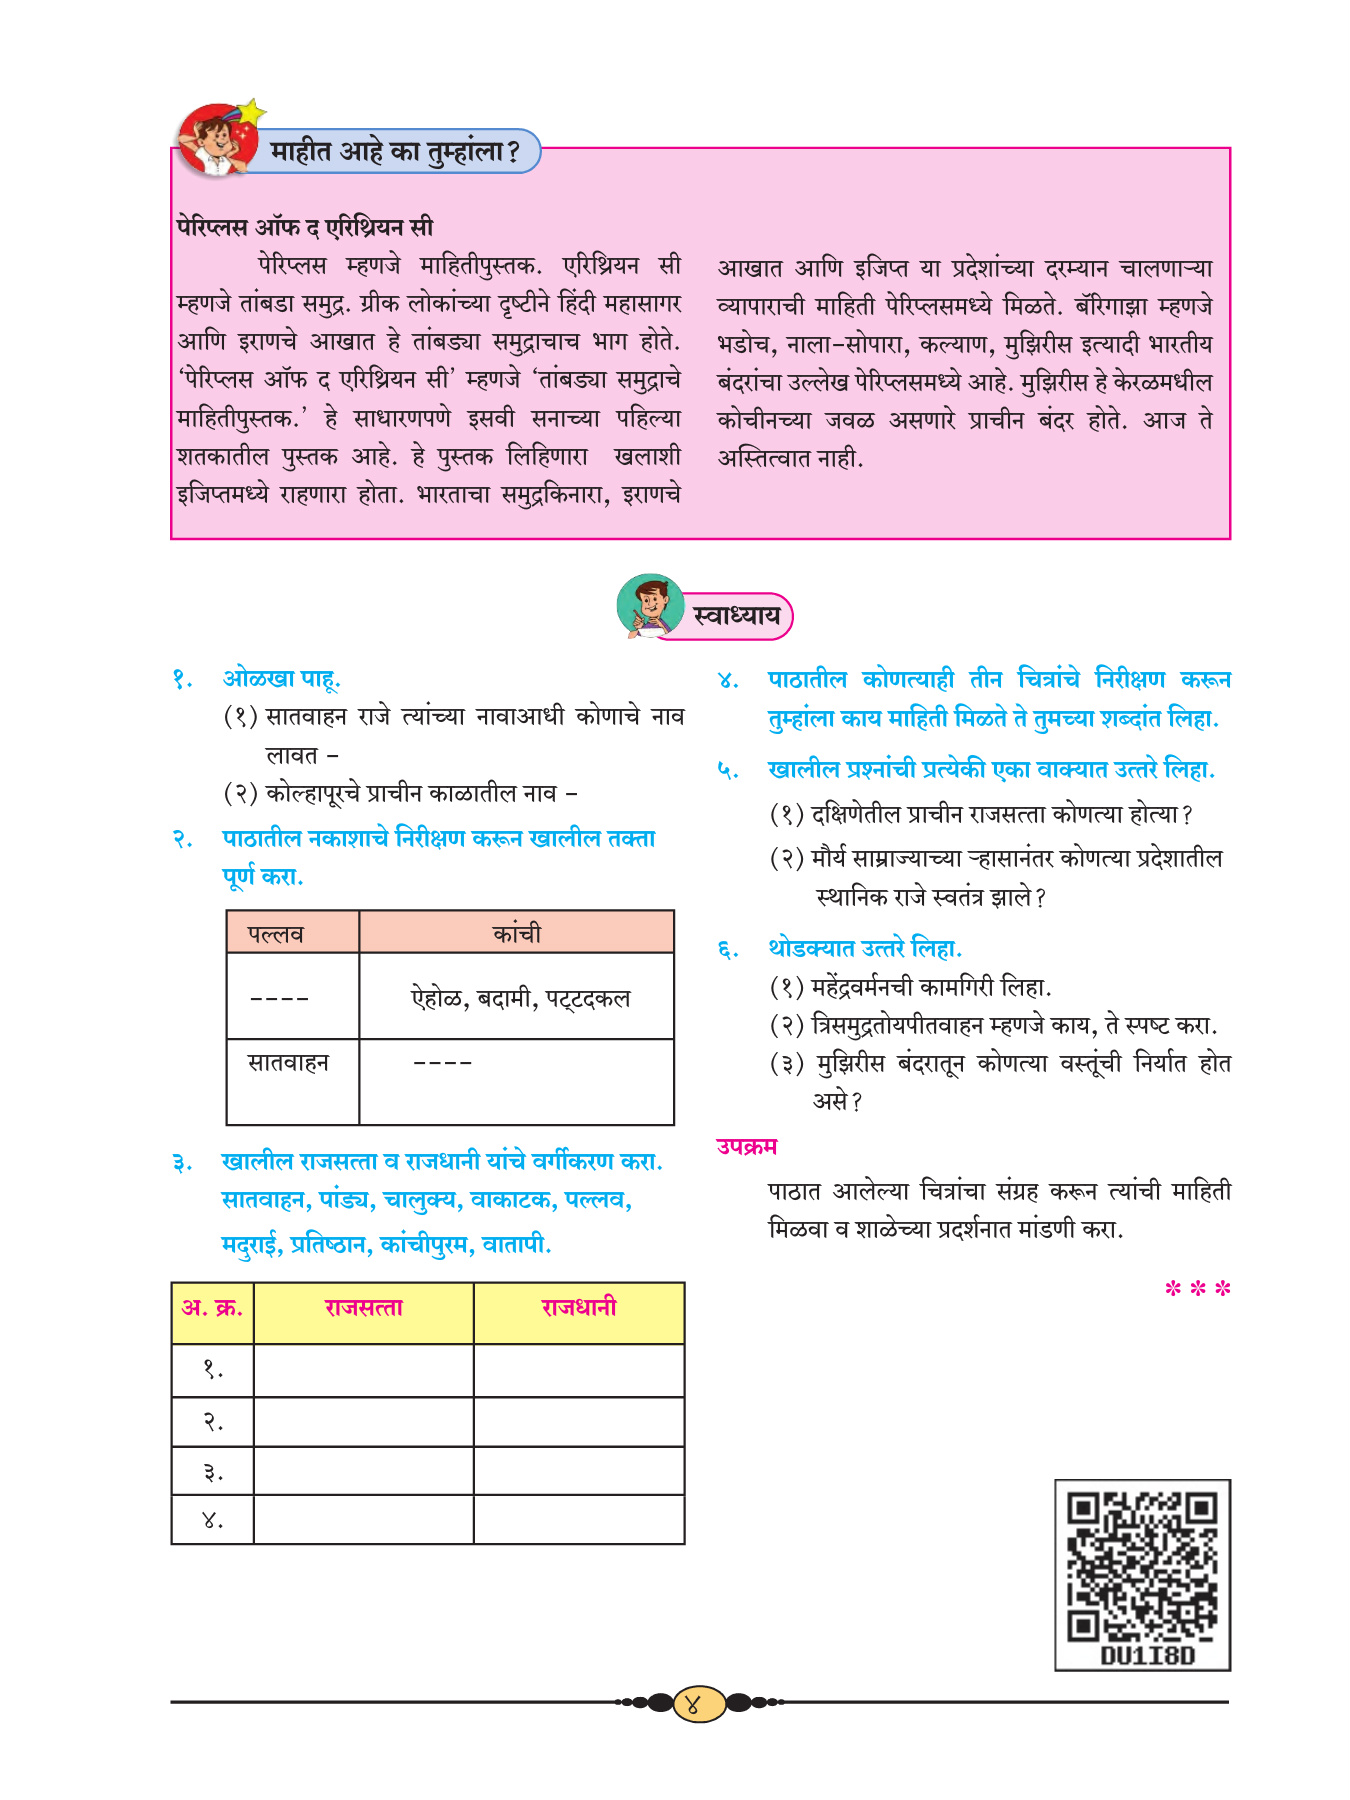 माहीत आहे का तुम्हांला?
पेरिप्लस ऑफ द एरिथ्रियन सी
पेरिप्लस म्हणजे माहितीपुस्तक. एरिथ्रियन सी
म्हणजे तांबडा समुद्र. ग्रीक लोकांच्या दृष्टीने हिंदी महासागर
आणि इराणचे आखात हे तांबड्या समुद्राचाच भाग होते.
‘पेरिप्लस ऑफ द एरिथ्रियन सी’ म्हणजे ‘तांबड्या समुद्राचे
माहितीपुस्तक.’ हे साधारणपणे इसवी सनाच्या पहिल्या
शतकातील पुस्तक आहे. हे पुस्तक लिहिणारा खलाशी
इजिप्तमध्ये राहणारा होता. भारताचा समुद्रकिनारा, इराणचे
आखात आणि इजिप्त या प्रदेशांच्या दरम्यान चालणाऱ्या
व्यापाराची माहिती पेरिप्लसमध्ये मिळते. बॅरिगाझा म्हणजे
भडोच, नाला-सोपारा, कल्याण, मुझिरीस इत्यादी भारतीय
बंदरांचा उल्लेख पेरिप्लसमध्ये आहे. मुझिरीस हे केरळमधील
कोचीनच्या जवळ असणारे प्राचीन बंदर होते. आज ते
अस्तित्वात नाही.
स्वाध्याय
१. ओळखा पाहू.
(१) सातवाहन राजे त्यांच्या नावाआधी कोणाचे नाव
लावत –
(२) कोल्हापूरचे प्राचीन काळातील नाव –
२. पाठातील नकाशाचे निरीक्षण करून खालील तक्ता
पूर्ण करा.
पल्लव कांची
---- ऐहोळ, बदामी, पट्टदकल
सातवाहन ----
३. खालील राजसत्ता व राजधानी यांचे वर्गीकरण करा.
सातवाहन, पांड्य, चालुक्य, वाकाटक, पल्लव,
मदुराई, प्रतिष्ठान, कांचीपुरम, वातापी.
अ. क्र. राजसत्ता राजधानी
१.
२.
३.
४.
४. पाठातील कोणत्याही तीन चित्रांचे निरीक्षण करून
तुम्हांला काय माहिती मिळते ते तुमच्या शब्दांत लिहा.
५. खालील प्रश्नांची प्रत्येकी एका वाक्यात उत्तरे लिहा.
(१) दक्षिणेतील प्राचीन राजसत्ता कोणत्या होत्या?
(२) मौर्य साम्राज्याच्या ऱ्हासानंतर कोणत्या प्रदेशातील
स्थानिक राजे स्वतंत्र झाले?
६. थोडक्यात उत्तरे लिहा.
(१) महेंद्रवर्मनची कामगिरी लिहा.
(२) त्रिसमुद्रतोयपीतवाहन म्हणजे काय, ते स्पष्ट करा.
(३) मुझिरीस बंदरातून कोणत्या वस्तूंची निर्यात होत
असे?
उपक्रम
पाठात आलेल्या चित्रांचा संग्रह करून त्यांची माहिती
मिळवा व शाळेच्या प्रदर्शनात मांडणी करा.
✽ ✽ ✽
DU1I8D
४